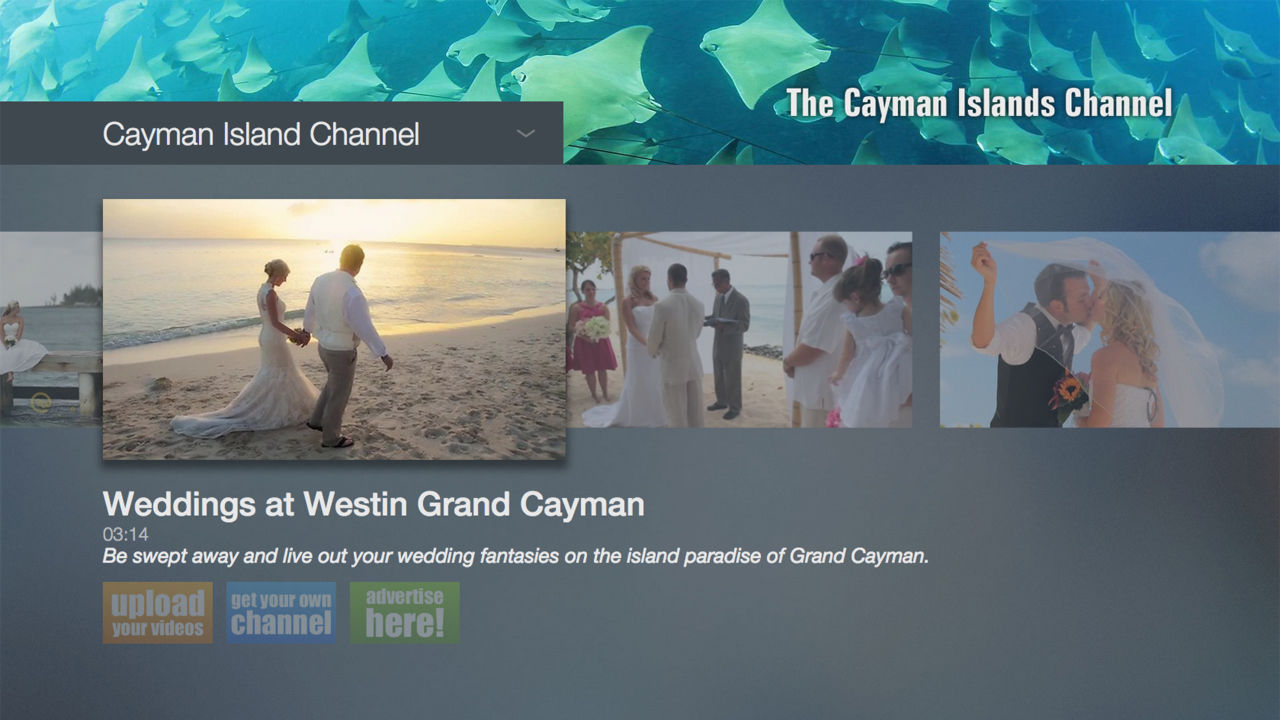 The Cayman Islands Channel
Cayman Island Channel
Weddings at Westin Grand Cayman
03:14
Be swept away and live out your wedding fantasies on the island paradise of Grand Cayman.
upload
your videos
get your own
channel
advertise
here!